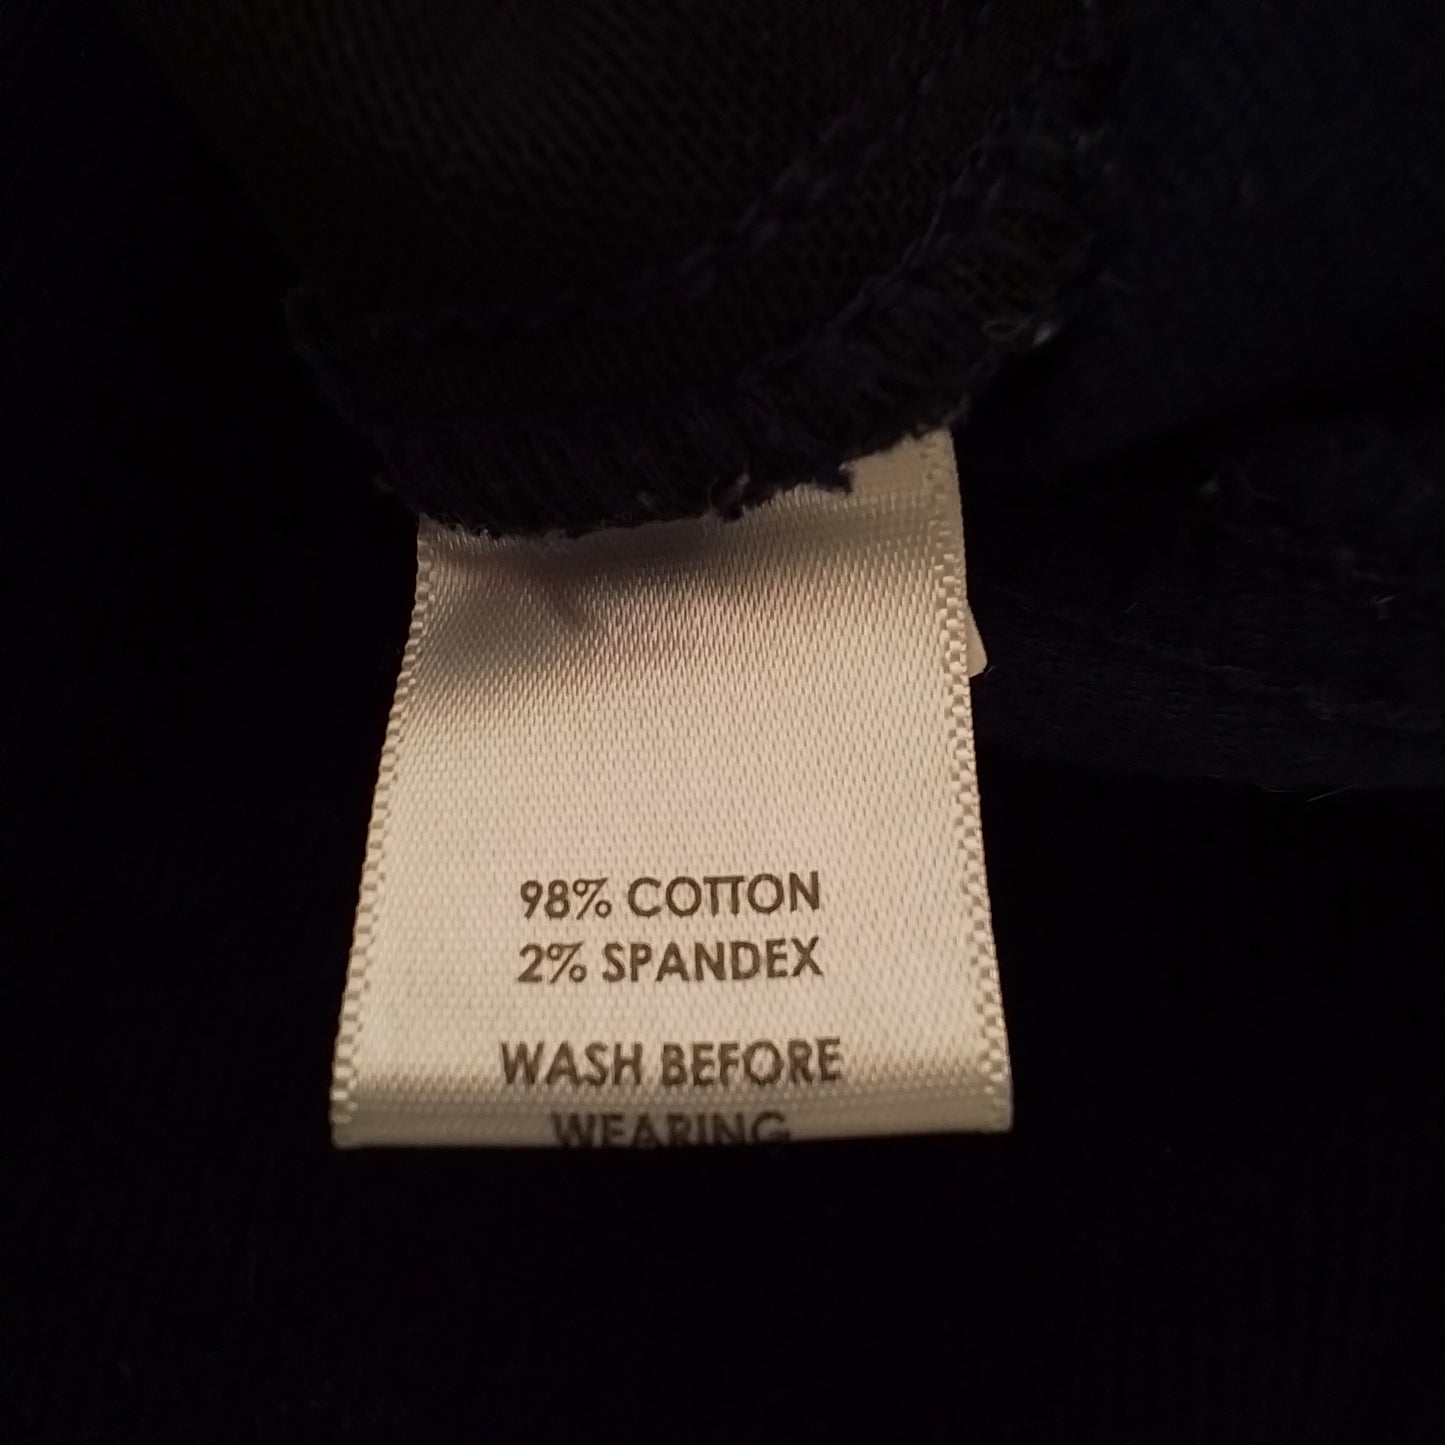 98% COTTON
2% SPANDEX
WASH BEFORE
WEARING